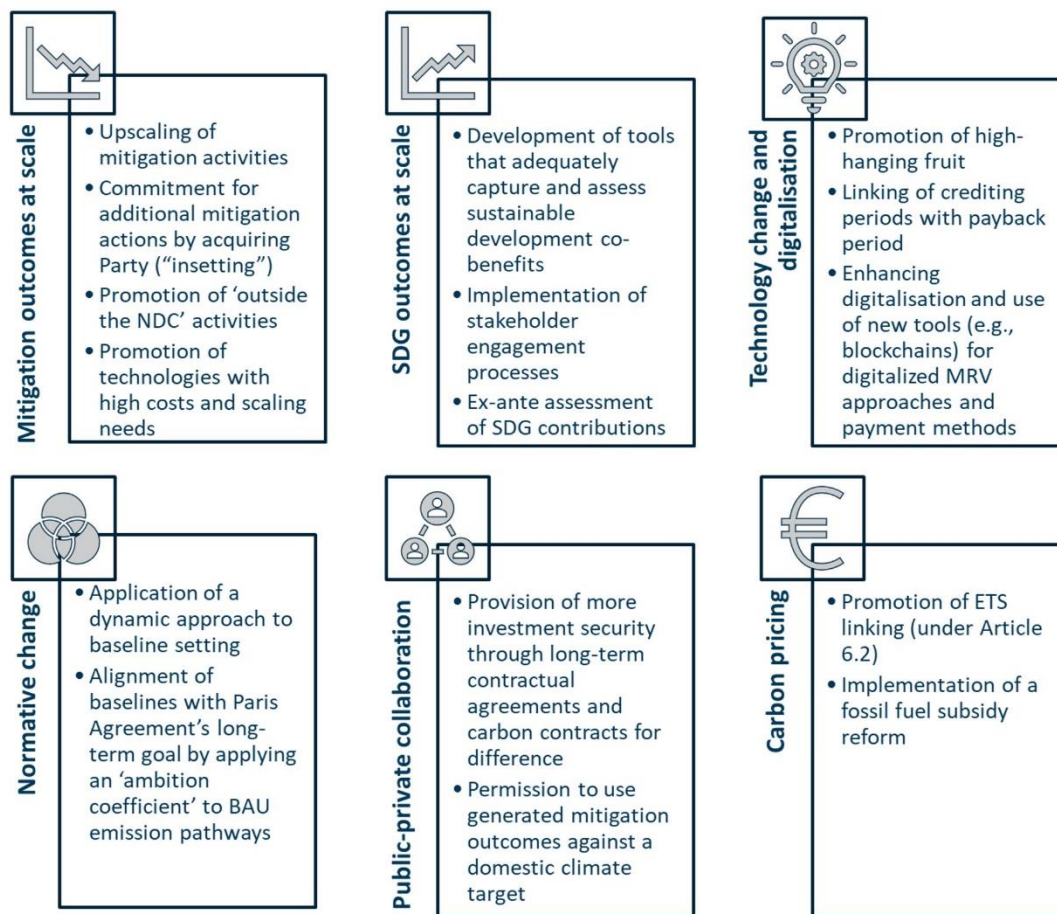 Mitigation outcomes at scale
• Upscaling of
mitigation activities
• Commitment for
additional mitigation
actions by acquiring
Party (“insetting”)
• Promotion of ‘outside
the NDC’ activities
• Promotion of
technologies with
high costs and scaling
needs
SDG outcomes at scale
• Development of tools
that adequately
capture and assess
sustainable
development co-
benefits
• Implementation of
stakeholder
engagement
processes
• Ex-ante assessment
of SDG contributions
Technology change and
digitalisation
• Promotion of high-
hanging fruit
• Linking of crediting
periods with payback
period
• Enhancing
digitalisation and use
of new tools (e.g.,
blockchains) for
digitalized MRV
approaches and
payment methods
Normative change
• Application of a
dynamic approach to
baseline setting
• Alignment of
baselines with Paris
Agreement’s long-
term goal by applying
an ‘ambition
coefficient’ to BAU
emission pathways
Public-private collaboration
• Provision of more
investment security
through long-term
contractual
agreements and
carbon contracts for
difference
• Permission to use
generated mitigation
outcomes against a
domestic climate
target
Carbon pricing
• Promotion of ETS
linking (under Article
6.2)
• Implementation of a
fossil fuel subsidy
reform